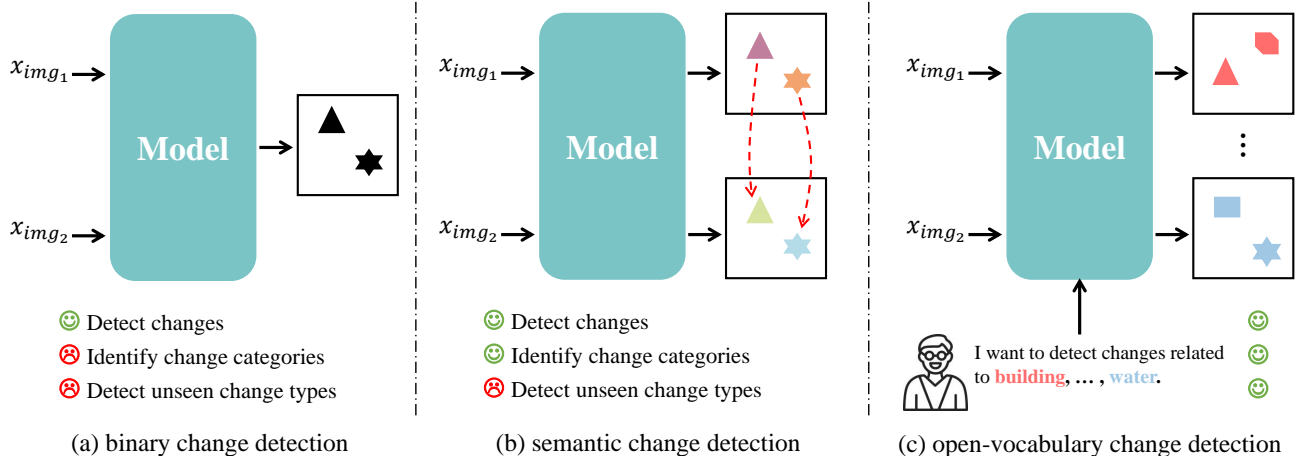 x_{img_1}
Model
x_{img_2}
Detect changes
Identify change categories
Detect unseen change types
(a) binary change detection
x_{img_1}
Model
x_{img_2}
Detect changes
Identify change categories
Detect unseen change types
(b) semantic change detection
x_{img_1}
Model
x_{img_2}
I want to detect changes related
to building, ... , water.
(c) open-vocabulary change detection